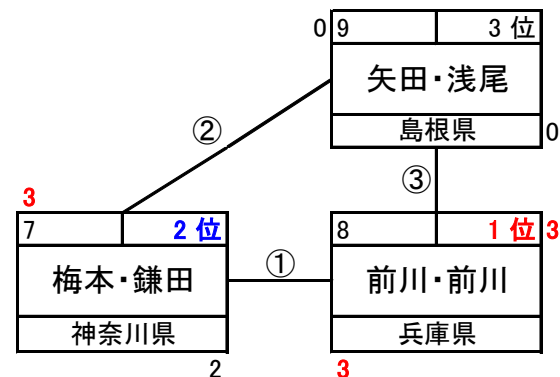 0 9 3 位
矢田・浅尾
島根県 0
②
③
3
7 2 位
8 1 位 3
梅本・鎌田 ① 前川・前川
神奈川県 兵庫県
2 3